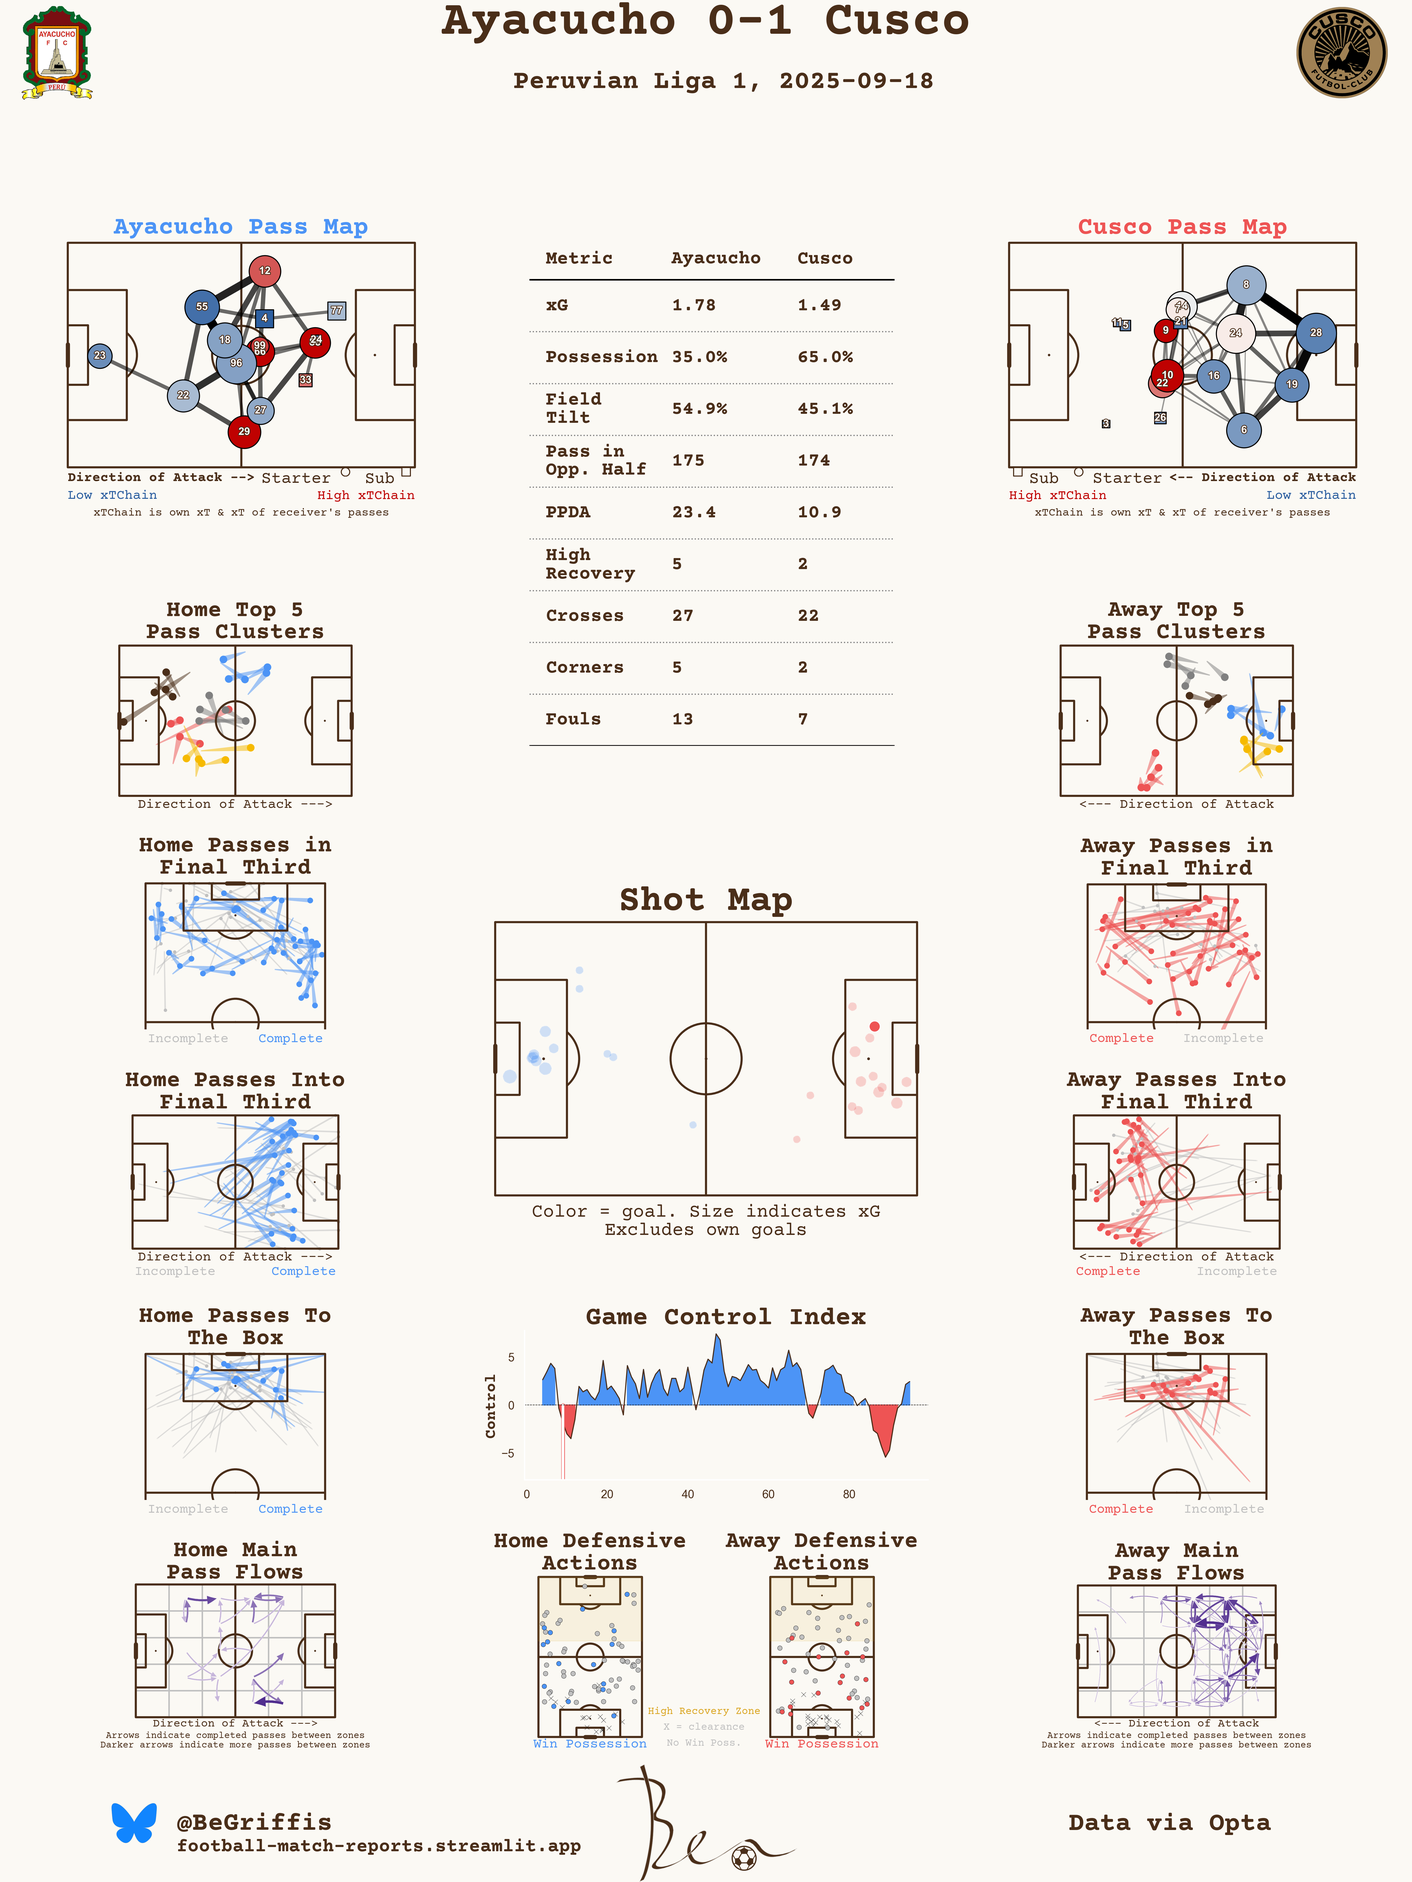 Ayacucho 0-1 Cusco
Peruvian Liga 1, 2025-09-18
AYACUCHO
F C
PERU
CUSCO
FUTBOL-CLUB
Ayacucho Pass Map
12
55
4
77
18
99
66
24
96
23
33
22
27
29
Direction of Attack --> Starter Sub
Low xTChain High xTChain
xTChain is own xT & xT of receiver's passes
Metric Ayacucho Cusco
xG 1.78 1.49
Possession 35.0% 65.0%
Field
Tilt 54.9% 45.1%
Pass in
Opp. Half 175 174
PPDA 23.4 10.9
High
Recovery 5 2
Crosses 27 22
Corners 5 2
Fouls 13 7
Cusco Pass Map
8
14
7
21
11
5
9
24
28
10
22
16
19
26
3
6
Sub Starter <-- Direction of Attack
High xTChain Low xTChain
xTChain is own xT & xT of receiver's passes
Home Top 5
Pass Clusters
Direction of Attack --->
Away Top 5
Pass Clusters
<--- Direction of Attack
Home Passes in
Final Third
Incomplete Complete
Away Passes in
Final Third
Complete Incomplete
Shot Map
Color = goal. Size indicates xG
Excludes own goals
Home Passes Into
Final Third
Direction of Attack --->
Incomplete Complete
Away Passes Into
Final Third
<--- Direction of Attack
Complete Incomplete
Home Passes To
The Box
Incomplete Complete
Game Control Index
Control
5
0
−5
0 20 40 60 80
Away Passes To
The Box
Complete Incomplete
Home Main
Pass Flows
Direction of Attack --->
Arrows indicate completed passes between zones
Darker arrows indicate more passes between zones
Home Defensive
Actions
Win Possession
High Recovery Zone
X = clearance
No Win Poss.
Away Defensive
Actions
Win Possession
Away Main
Pass Flows
<--- Direction of Attack
Arrows indicate completed passes between zones
Darker arrows indicate more passes between zones
@BeGriffis
football-match-reports.streamlit.app
Ben
Data via Opta